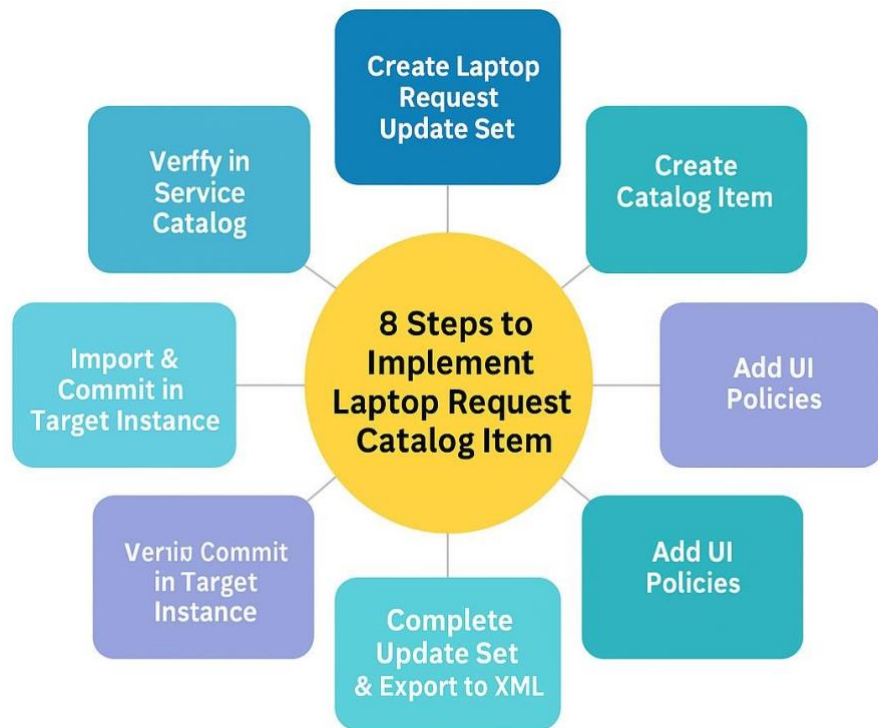 Create Laptop
Request
Update Set
Create
Catalog Item
Add UI
Policies
Add UI
Policies
Complete
Update Set
& Export to XML
Commit
in Target
Instance
Import &
Commit in
Target Instance
Verffy in
Service
Catalog
8 Steps to
Implement
Laptop Request
Catalog Item